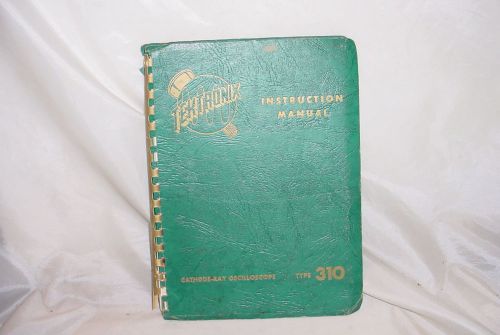 TEKTRONIX
INSTRUCTION
MANUAL
CATHODE-RAY OSCILLOSCOPE TYPE 310